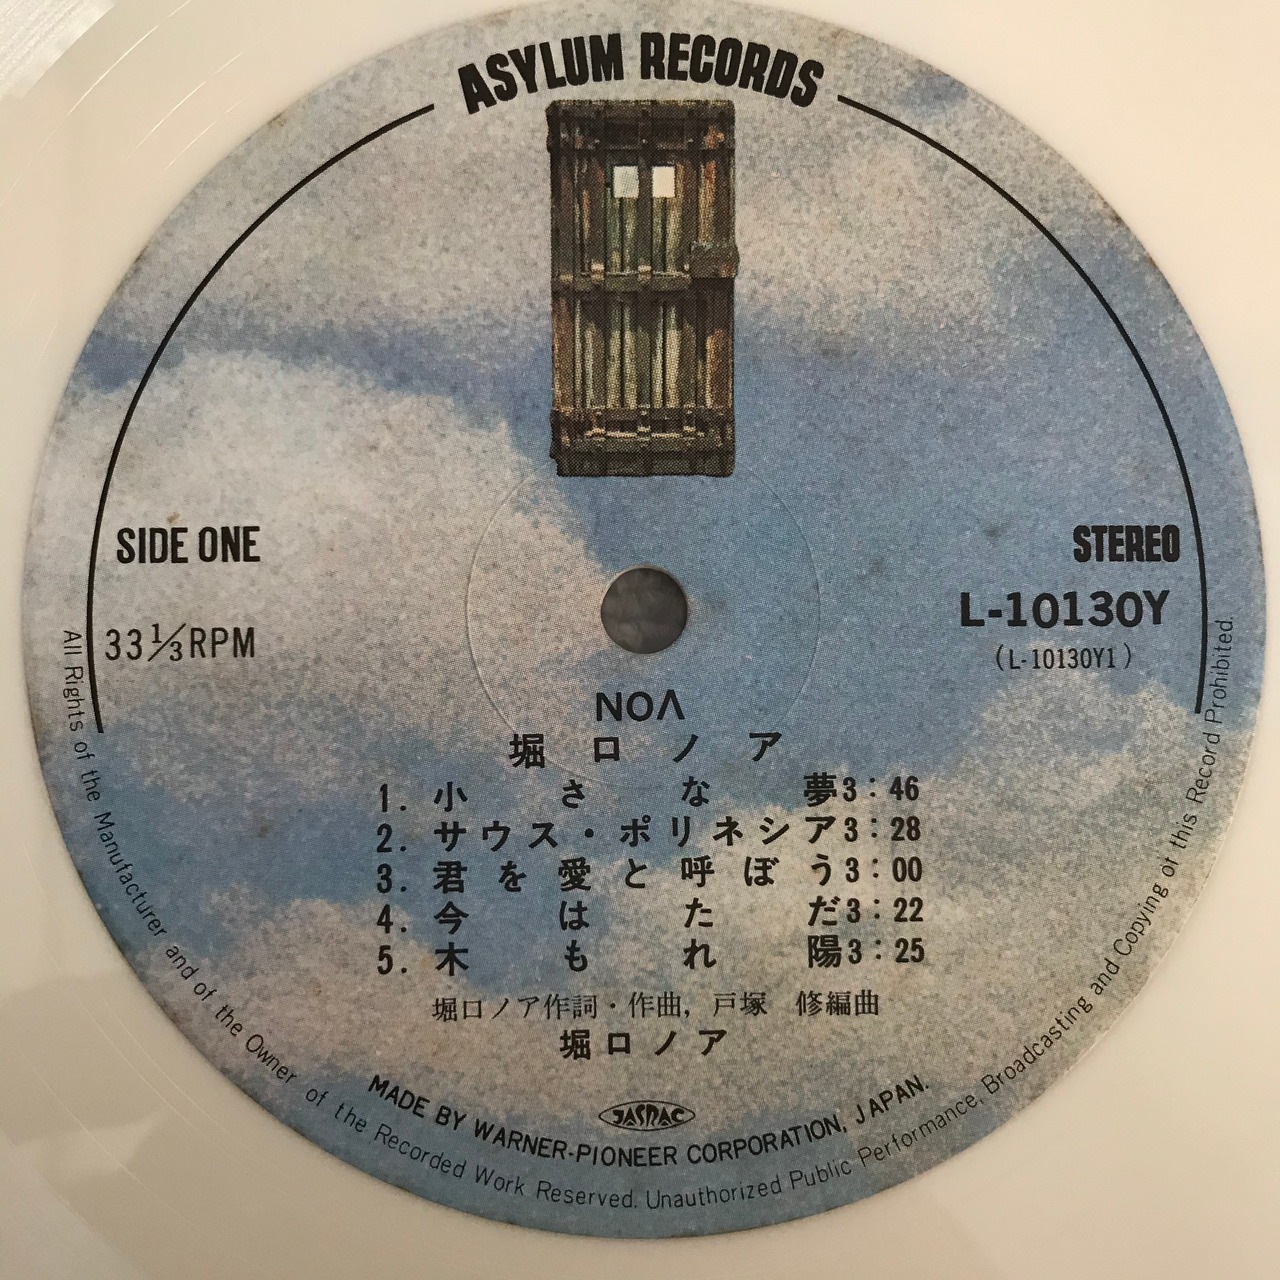 ASYLUM RECORDS
SIDE ONE
STEREO
33 1/3 RPM
L-10130Y
(L-10130Y1)
NOΛ
堀口ノア
1. 小さな夢 3:46
2. サウス・ポリネシア 3:28
3. 君を愛と呼ぼう 3:00
4. 今はただ 3:22
5. 木もれ陽 3:25
堀口ノア作詞・作曲, 戸塚 修編曲
堀口ノア
JASRAC
MADE BY WARNER-PIONEER CORPORATION, JAPAN.
All Rights of the Manufacturer and of the Owner of the Recorded Work Reserved. Unauthorized Public Performance, Broadcasting and Copying of this Record Prohibited.